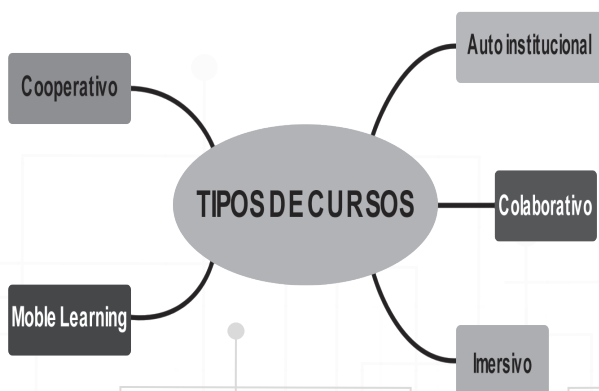 Auto institucional
Cooperativo
TIPOS DE CURSOS
Colaborativo
Moble Learning
Imersivo